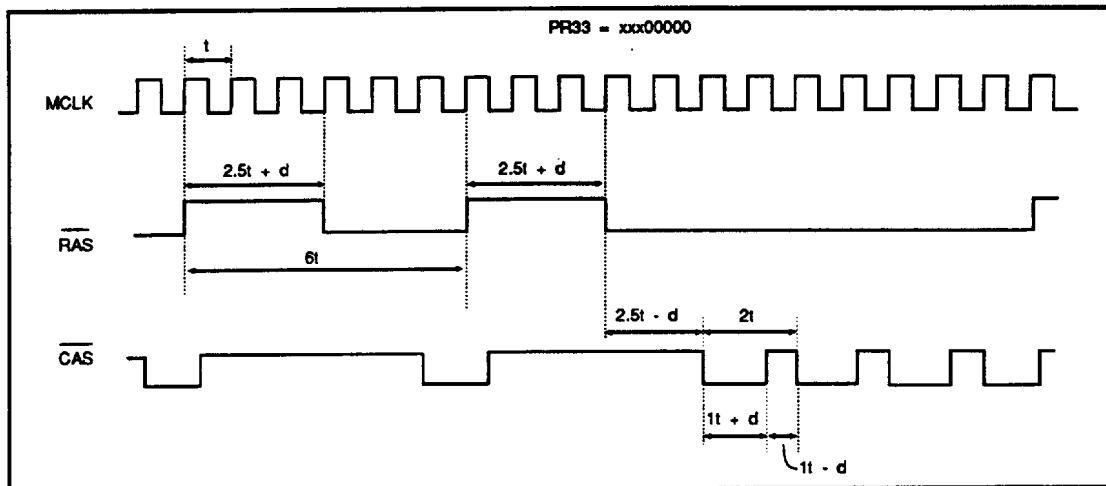 PR33 = xxx00000
t
MCLK
2.5t + d
2.5t + d
RAS
6t
2.5t - d
2t
CAS
1t + d
1t - d